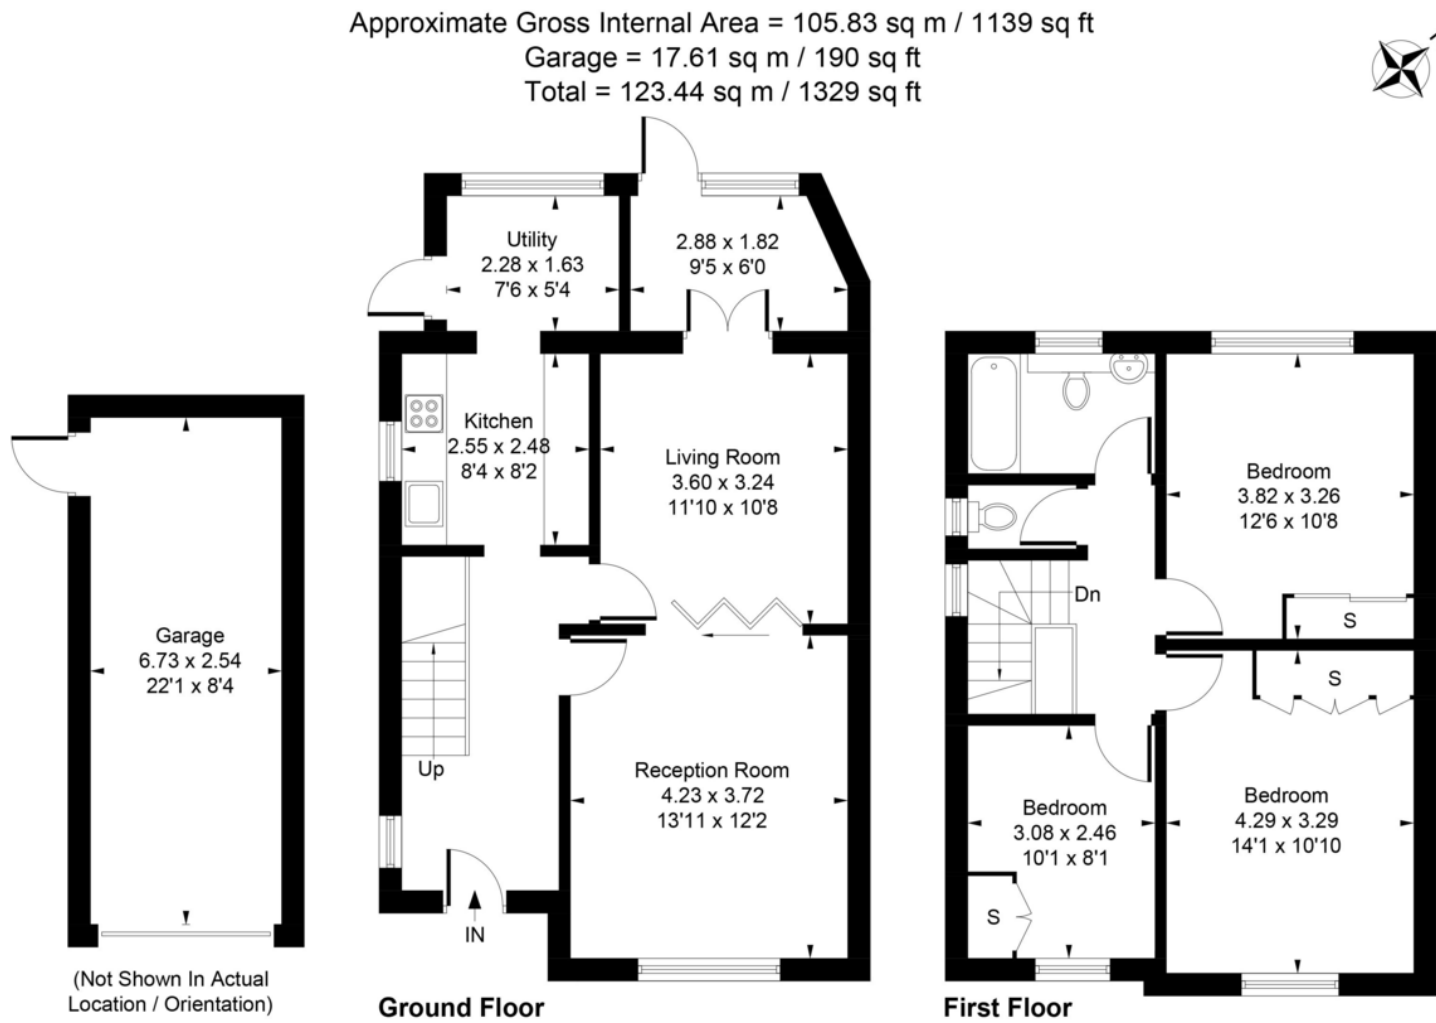 Approximate Gross Internal Area = 105.83 sq m / 1139 sq ft
Garage = 17.61 sq m / 190 sq ft
Total = 123.44 sq m / 1329 sq ft
Utility
2.28 x 1.63
7'6 x 5'4
2.88 x 1.82
9'5 x 6'0
Kitchen
2.55 x 2.48
8'4 x 8'2
Living Room
3.60 x 3.24
11'10 x 10'8
Up
Reception Room
4.23 x 3.72
13'11 x 12'2
IN
Garage
6.73 x 2.54
22'1 x 8'4
(Not Shown In Actual
Location / Orientation)
Ground Floor
Bedroom
3.82 x 3.26
12'6 x 10'8
S
Dn
S
Bedroom
4.29 x 3.29
14'1 x 10'10
Bedroom
3.08 x 2.46
10'1 x 8'1
S
First Floor